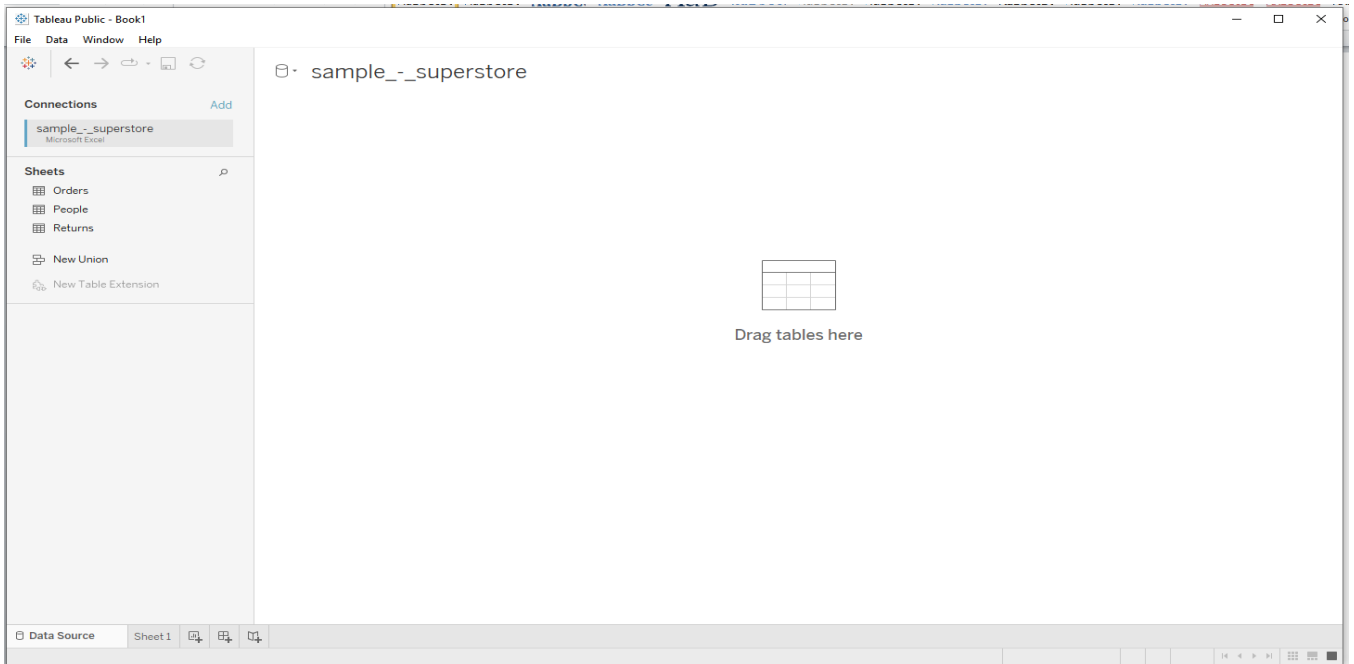 Tableau Public - Book1
File Data Window Help
sample_-_superstore
Connections Add
sample_-_superstore
Microsoft Excel
Sheets
Orders
People
Returns
New Union
New Table Extension
Drag tables here
Data Source Sheet 1